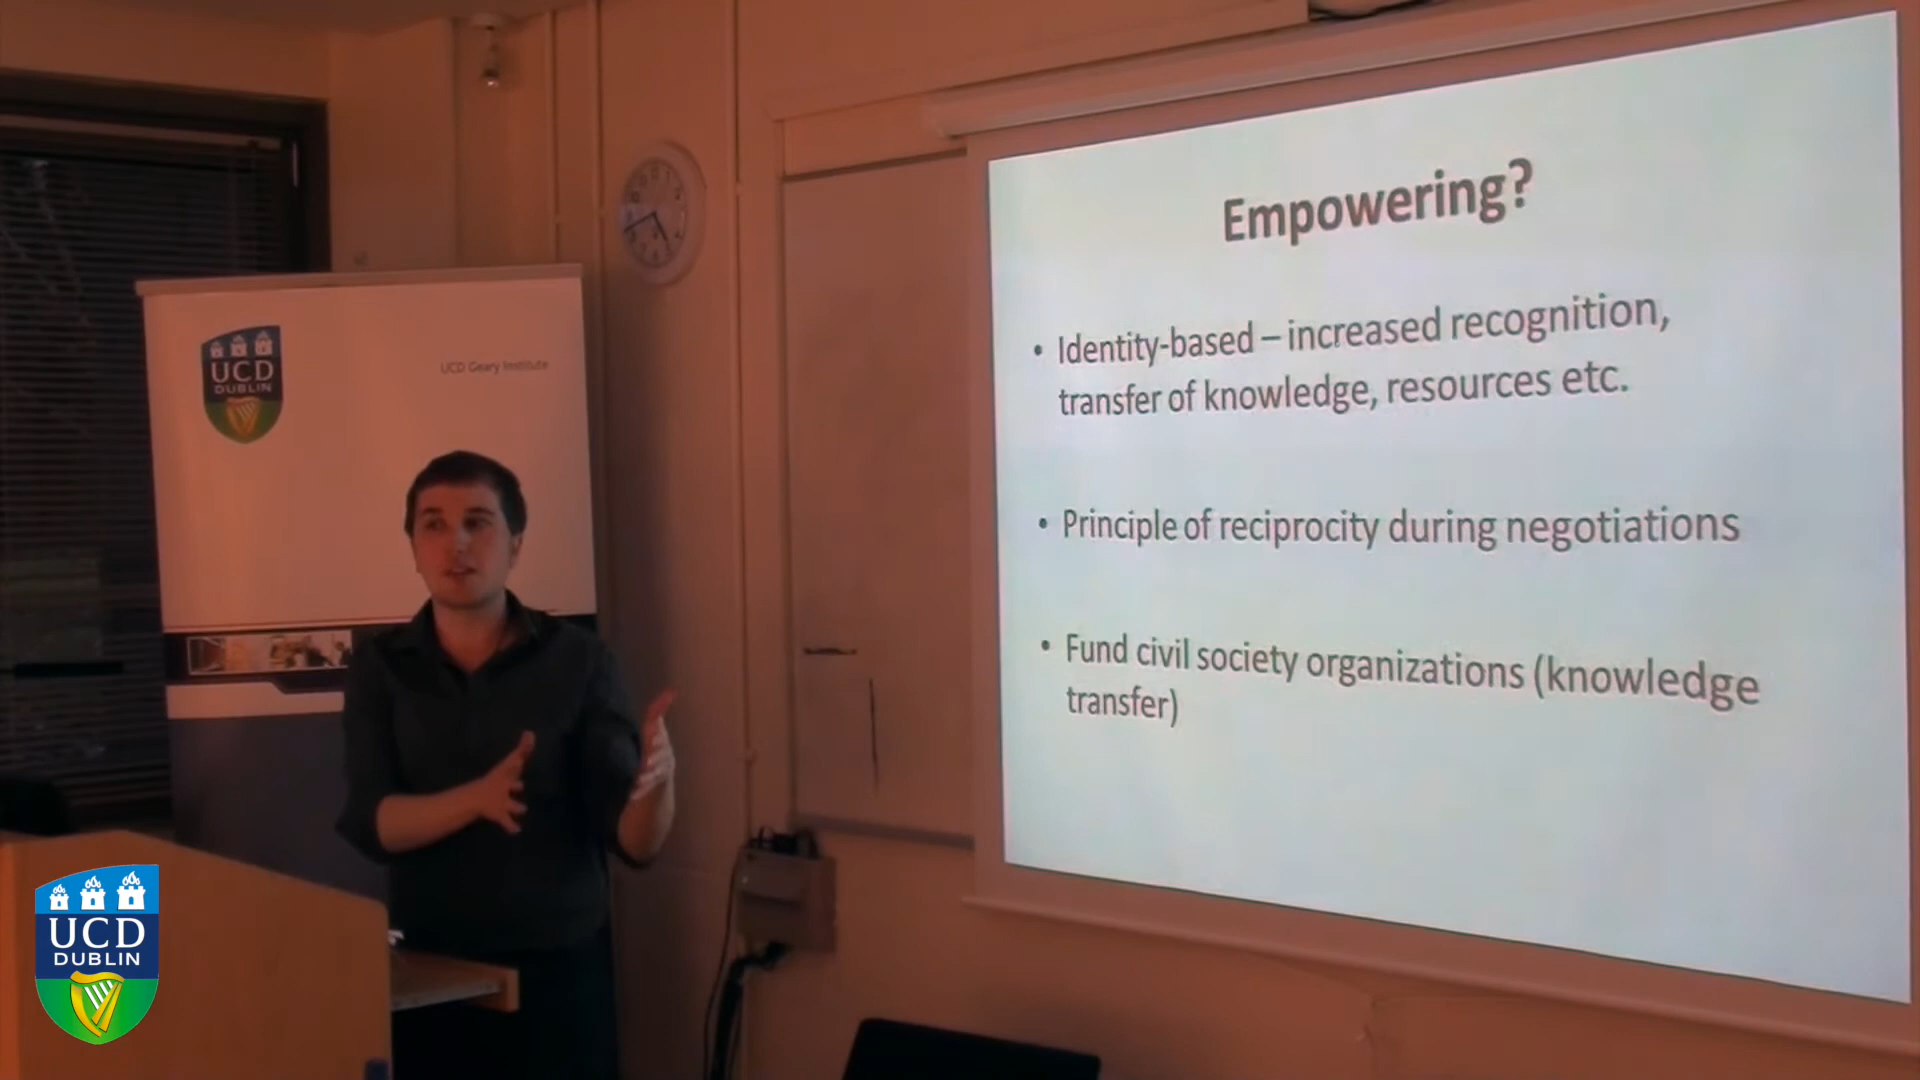 Empowering?
• Identity-based – increased recognition,
transfer of knowledge, resources etc.
• Principle of reciprocity during negotiations
• Fund civil society organizations (knowledge
transfer)
UCD
DUBLIN
UCD Geary Institute
UCD
DUBLIN